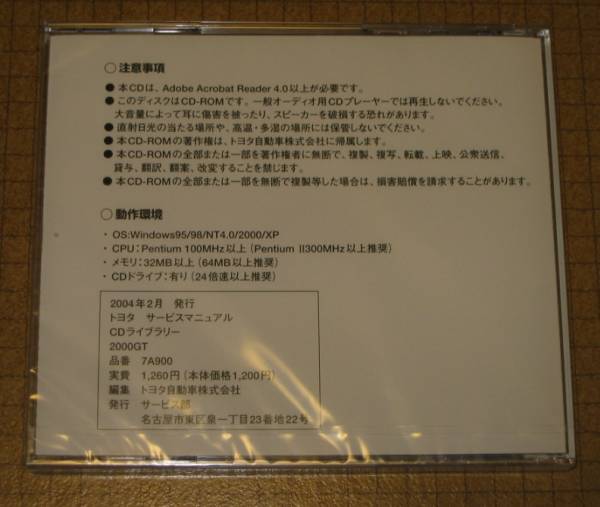 ○ 注意事項
● 本CDは、Adobe Acrobat Reader 4.0以上が必要です。
● このディスクはCD-ROMです。一般オーディオ用CDプレーヤーでは再生しないでください。
大音量によって耳に傷害を被ったり、スピーカーを破損する恐れがあります。
● 直射日光の当たる場所や、高温・多湿の場所には保管しないでください。
● 本CD-ROMの著作権は、トヨタ自動車株式会社に帰属します。
● 本CD-ROMの全部または一部を著作権者に無断で、複製、複写、転載、上映、公衆送信、
貸与、翻訳、翻案、改変することを禁じます。
● 本CD-ROMの全部または一部を無断で複製等した場合は、損害賠償を請求することがあります。
○ 動作環境
・ OS:Windows95/98/NT4.0/2000/XP
・ CPU：Pentium 100MHz以上（Pentium II300MHz以上推奨）
・ メモリ：32MB以上（64MB以上推奨）
・ CDドライブ：有り（24倍速以上推奨）
2004年2月 発行
トヨタ サービスマニュアル
CDライブラリー
2000GT
品番 7A900
実費 1,260円（本体価格1,200円）
編集 トヨタ自動車株式会社
発行 サービス部
名古屋市東区泉一丁目23番地22号